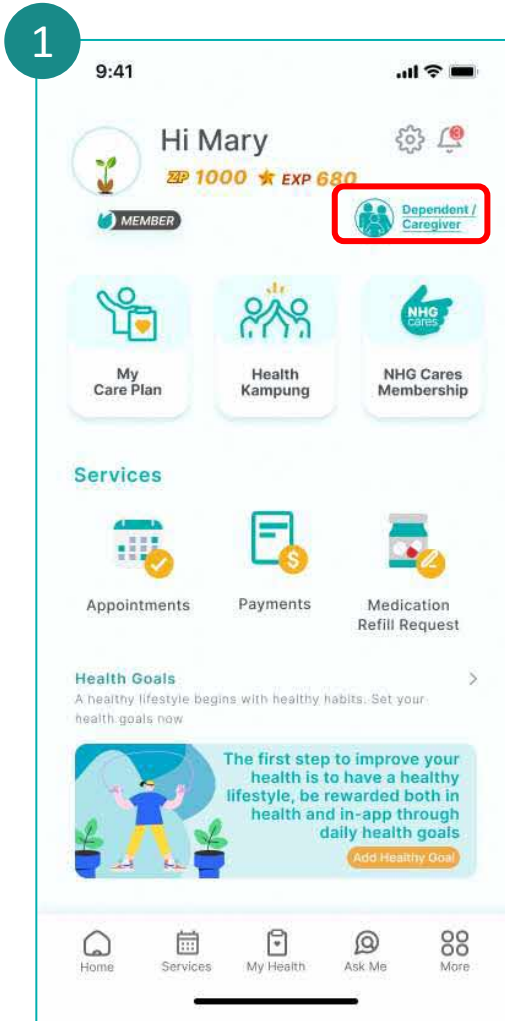 1
9:41
Hi Mary
3
ZP 1000 EXP 680
MEMBER
Dependent /
Caregiver
NHG
cares
My
Care Plan
Health
Kampung
NHG Cares
Membership
Services
$
Appointments
Payments
Medication
Refill Request
Health Goals
A healthy lifestyle begins with healthy habits. Set your
health goals now
The first step to improve your
health is to have a healthy
lifestyle, be rewarded both in
health and in-app through
daily health goals
Add Healthy Goal
Home
Services
My Health
Ask Me
More